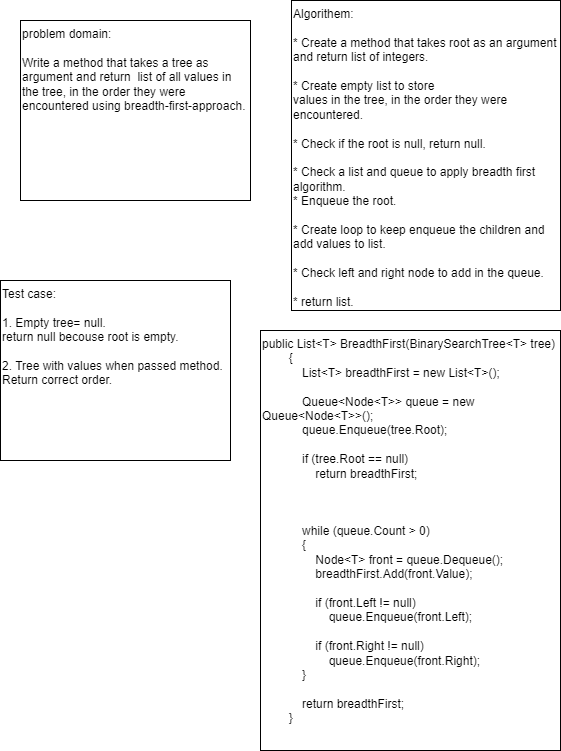 problem domain:
Write a method that takes a tree as
argument and return  list of all values in
the tree, in the order they were
encountered using breadth-first-approach.
Algorithem:
* Create a method that takes root as an argument
and return list of integers.
* Create empty list to store
values in the tree, in the order they were
encountered.
* Check if the root is null, return null.
* Check a list and queue to apply breadth first
algorithm.
* Enqueue the root.
* Create loop to keep enqueue the children and
add values to list.
* Check left and right node to add in the queue.
* return list.
Test case:
1. Empty tree= null.
return null becouse root is empty.
2. Tree with values when passed method.
Return correct order.
public List<T> BreadthFirst(BinarySearchTree<T> tree)
{
List<T> breadthFirst = new List<T>();
Queue<Node<T>> queue = new
Queue<Node<T>>();
queue.Enqueue(tree.Root);
if (tree.Root == null)
return breadthFirst;
while (queue.Count > 0)
{
Node<T> front = queue.Dequeue();
breadthFirst.Add(front.Value);
if (front.Left != null)
queue.Enqueue(front.Left);
if (front.Right != null)
queue.Enqueue(front.Right);
}
return breadthFirst;
}